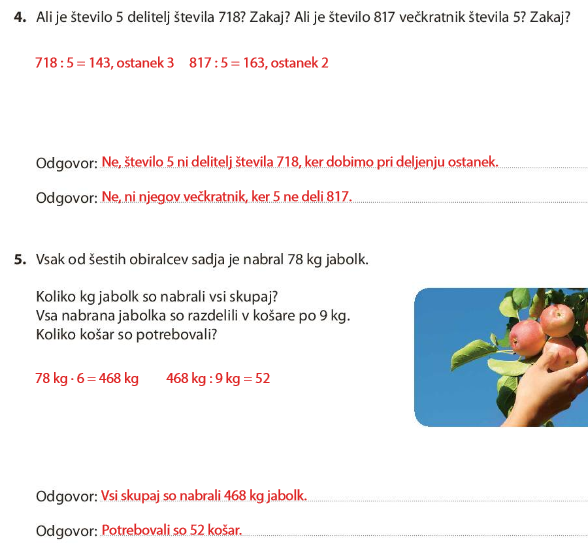 4. Ali je število 5 delitelj števila 718? Zakaj? Ali je število 817 večkratnik števila 5? Zakaj?
718 : 5 = 143, ostanek 3 817 : 5 = 163, ostanek 2
Odgovor: Ne, število 5 ni delitelj števila 718, ker dobimo pri deljenju ostanek.
Odgovor: Ne, ni njegov večkratnik, ker 5 ne deli 817.
5. Vsak od šestih obiralcev sadja je nabral 78 kg jabolk.
Koliko kg jabolk so nabrali vsi skupaj?
Vsa nabrana jabolka so razdelili v košare po 9 kg.
Koliko košar so potrebovali?
78 kg · 6 = 468 kg 468 kg : 9 kg = 52
Odgovor: Vsi skupaj so nabrali 468 kg jabolk.
Odgovor: Potrebovali so 52 košar.